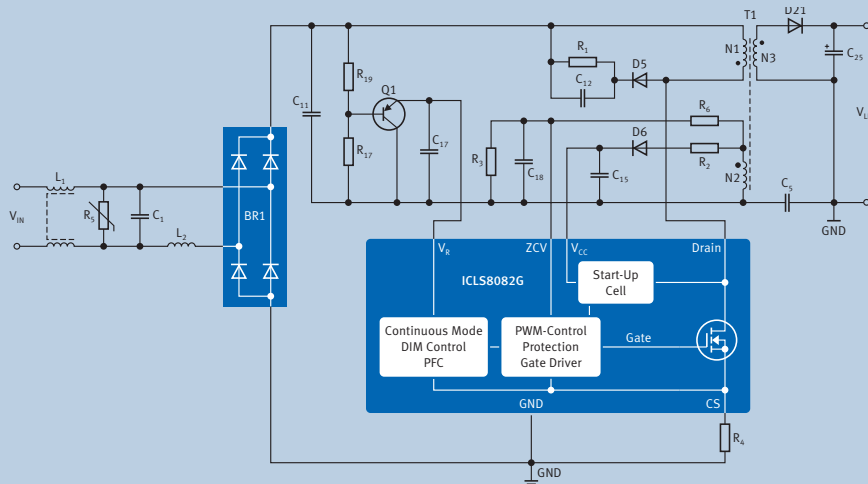 T1
D21
R1
D5
N1
N3
C25
R19
C12
Q1
C11
R6
VL
D6
R17
C17
R3
C18
R2
C15
N2
L1
C5
VIN
R5
C1
BR1
GND
L2
VR
ZCV
VCC
Drain
ICLS8082G
Start-Up
Cell
Continuous Mode
DIM Control
PFC
PWM-Control
Protection
Gate Driver
Gate
GND
CS
R4
GND